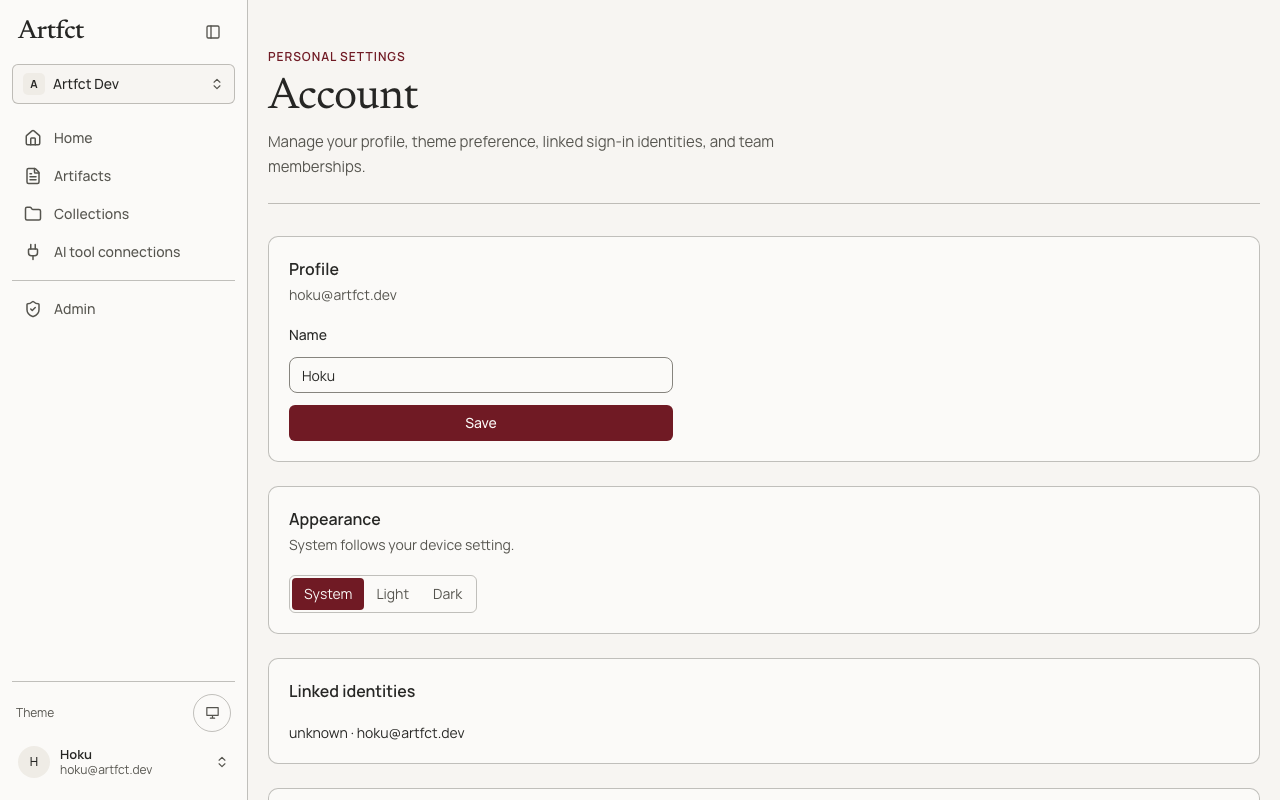 Artfct
A
Artfct Dev
Home
Artifacts
Collections
AI tool connections
Admin
Theme
H
Hoku
hoku@artfct.dev
PERSONAL SETTINGS
Account
Manage your profile, theme preference, linked sign-in identities, and team
memberships.
Profile
hoku@artfct.dev
Name
Hoku
Save
Appearance
System follows your device setting.
System Light Dark
Linked identities
unknown · hoku@artfct.dev